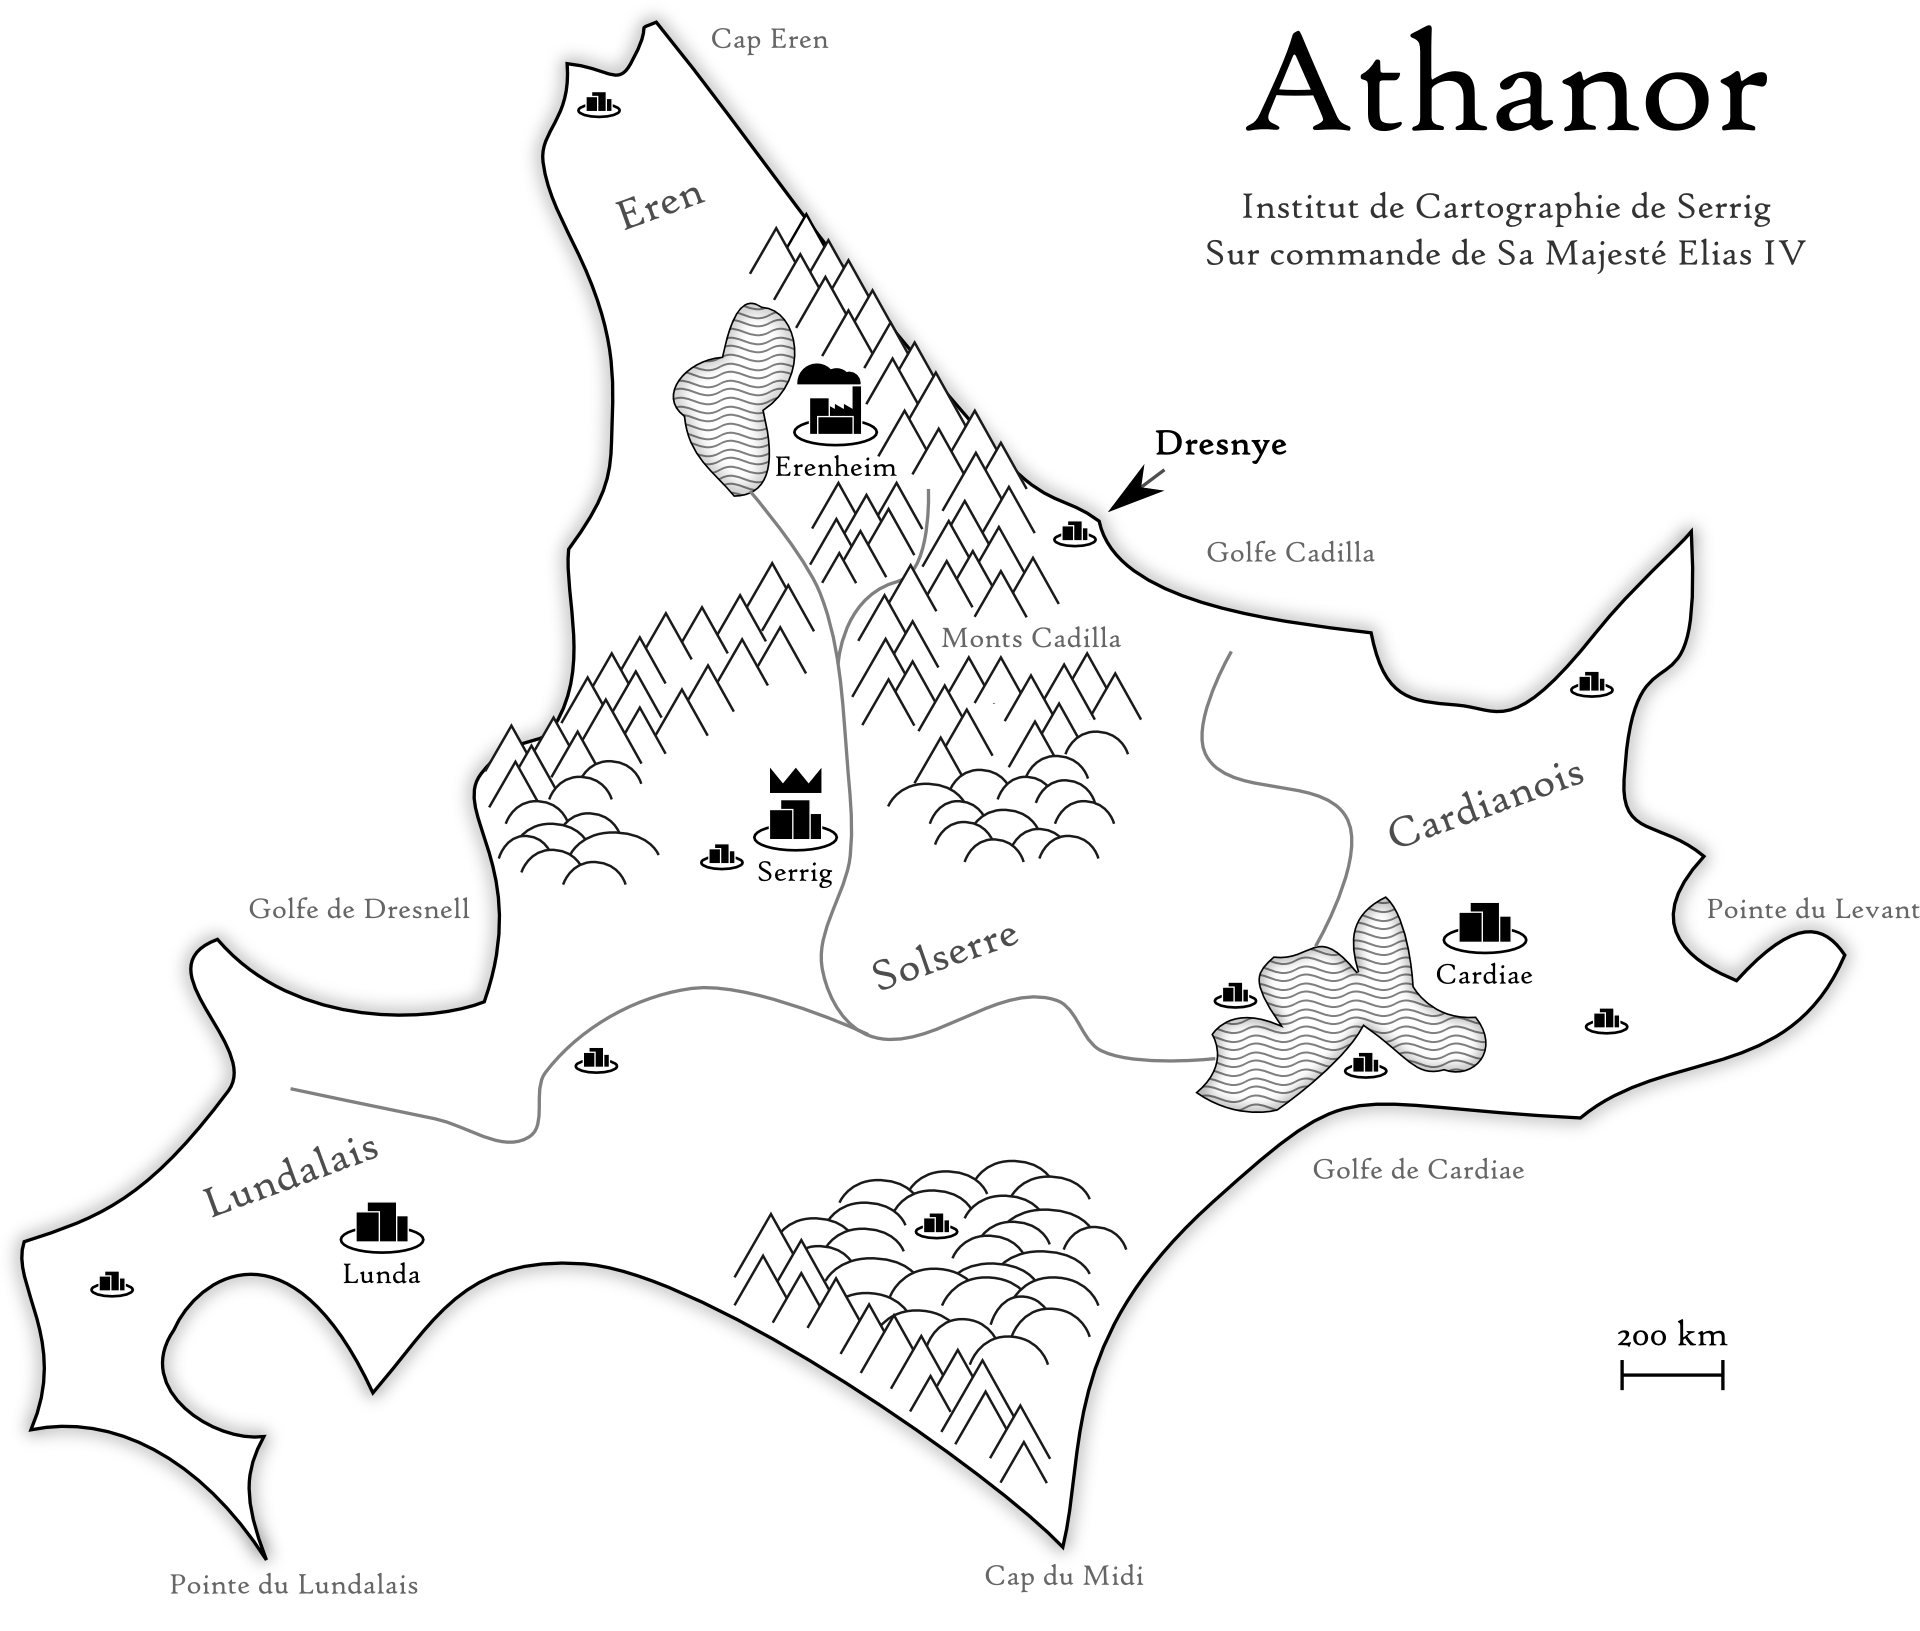 Cap Eren
Athanor
Institut de Cartographie de Serrig
Sur commande de Sa Majesté Elias IV
Eren
Dresnye
Erenheim
Golfe Cadilla
Monts Cadilla
Cardianois
Serrig
Golfe de Dresnell
Pointe du Levant
Solserre
Cardiae
Lundalais
Golfe de Cardiae
Lunda
200 km
Cap du Midi
Pointe du Lundalais